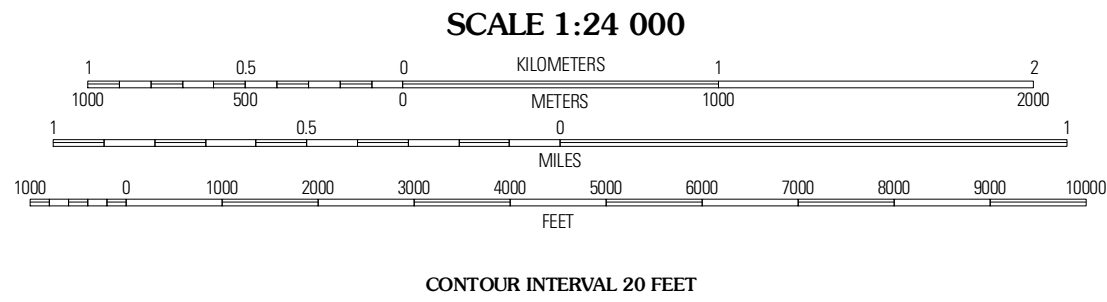 SCALE 1:24 000
1 0.5 0 KILOMETERS 1 2
1000 500 0 METERS 1000 2000
1 0.5 0 1
MILES
1000 0 1000 2000 3000 4000 5000 6000 7000 8000 9000 10000
FEET
CONTOUR INTERVAL 20 FEET